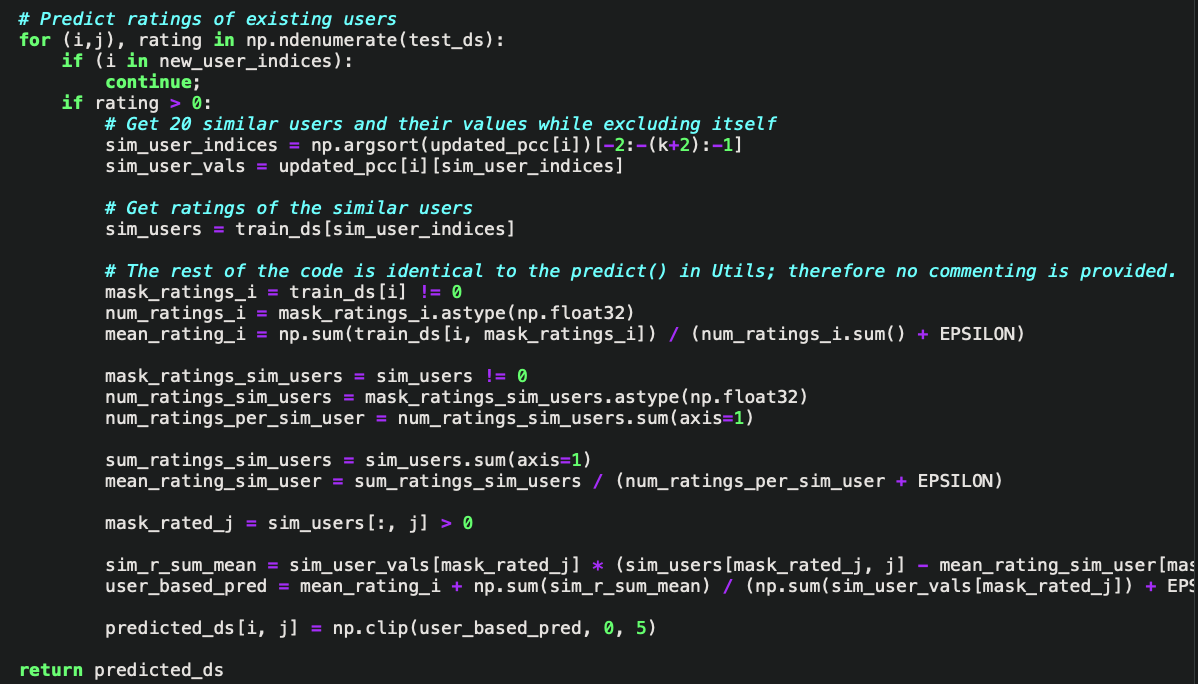 # Predict ratings of existing users
for (i,j), rating in np.ndenumerate(test_ds):
    if (i in new_user_indices):
        continue;
    if rating > 0:
        # Get 20 similar users and their values while excluding itself
        sim_user_indices = np.argsort(updated_pcc[i])[-2:-(k+2):-1]
        sim_user_vals = updated_pcc[i][sim_user_indices]

        # Get ratings of the similar users
        sim_users = train_ds[sim_user_indices]

        # The rest of the code is identical to the predict() in Utils; therefore no commenting is provided.
        mask_ratings_i = train_ds[i] != 0
        num_ratings_i = mask_ratings_i.astype(np.float32)
        mean_rating_i = np.sum(train_ds[i, mask_ratings_i]) / (num_ratings_i.sum() + EPSILON)

        mask_ratings_sim_users = sim_users != 0
        num_ratings_sim_users = mask_ratings_sim_users.astype(np.float32)
        num_ratings_per_sim_user = num_ratings_sim_users.sum(axis=1)

        sum_ratings_sim_users = sim_users.sum(axis=1)
        mean_rating_sim_user = sum_ratings_sim_users / (num_ratings_per_sim_user + EPSILON)

        mask_rated_j = sim_users[:, j] > 0

        sim_r_sum_mean = sim_user_vals[mask_rated_j] * (sim_users[mask_rated_j, j] - mean_rating_sim_user[mas
        user_based_pred = mean_rating_i + np.sum(sim_r_sum_mean) / (np.sum(sim_user_vals[mask_rated_j]) + EPS

        predicted_ds[i, j] = np.clip(user_based_pred, 0, 5)

return predicted_ds